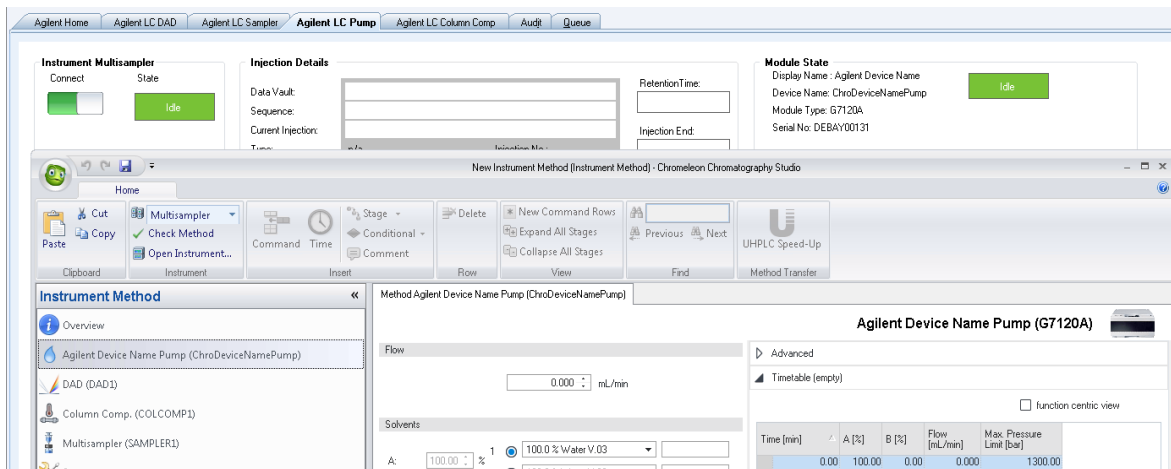 Agilent Home Agilent LC DAD Agilent LC Sampler Agilent LC Pump Agilent LC Column Comp Audit Queue
Instrument Multisampler
Connect State
Idle
Injection Details
Data Vault:
Sequence:
Current Injection:
Type: n/a Injection No.:
RetentionTime:
Injection End:
Module State
Display Name : Agilent Device Name
Device Name: ChroDeviceNamePump
Module Type: G7120A
Serial No: DEBAY00131
Idle
New Instrument Method (Instrument Method) - Chromeleon Chromatography Studio
Home
Paste
Cut
Copy
Clipboard
Multisampler
Check Method
Open Instrument...
Instrument
Command
Time
Stage
Conditional
Comment
Insert
Delete
Row
New Command Rows
Expand All Stages
Collapse All Stages
View
Previous Next
Find
UHPLC Speed-Up
Method Transfer
Instrument Method «
Overview
Agilent Device Name Pump (ChroDeviceNamePump)
DAD (DAD1)
Column Comp. (COLCOMP1)
Multisampler (SAMPLER1)
Method Agilent Device Name Pump (ChroDeviceNamePump)
Agilent Device Name Pump (G7120A)
Flow
0.000 mL/min
Solvents
A: 100.00 % 1 100.0 % Water V.03
Advanced
Timetable (empty)
function centric view
Time [min] A [%] B [%] Flow [mL/min] Max. Pressure Limit [bar]
0.00 100.00 0.00 0.000 1300.00